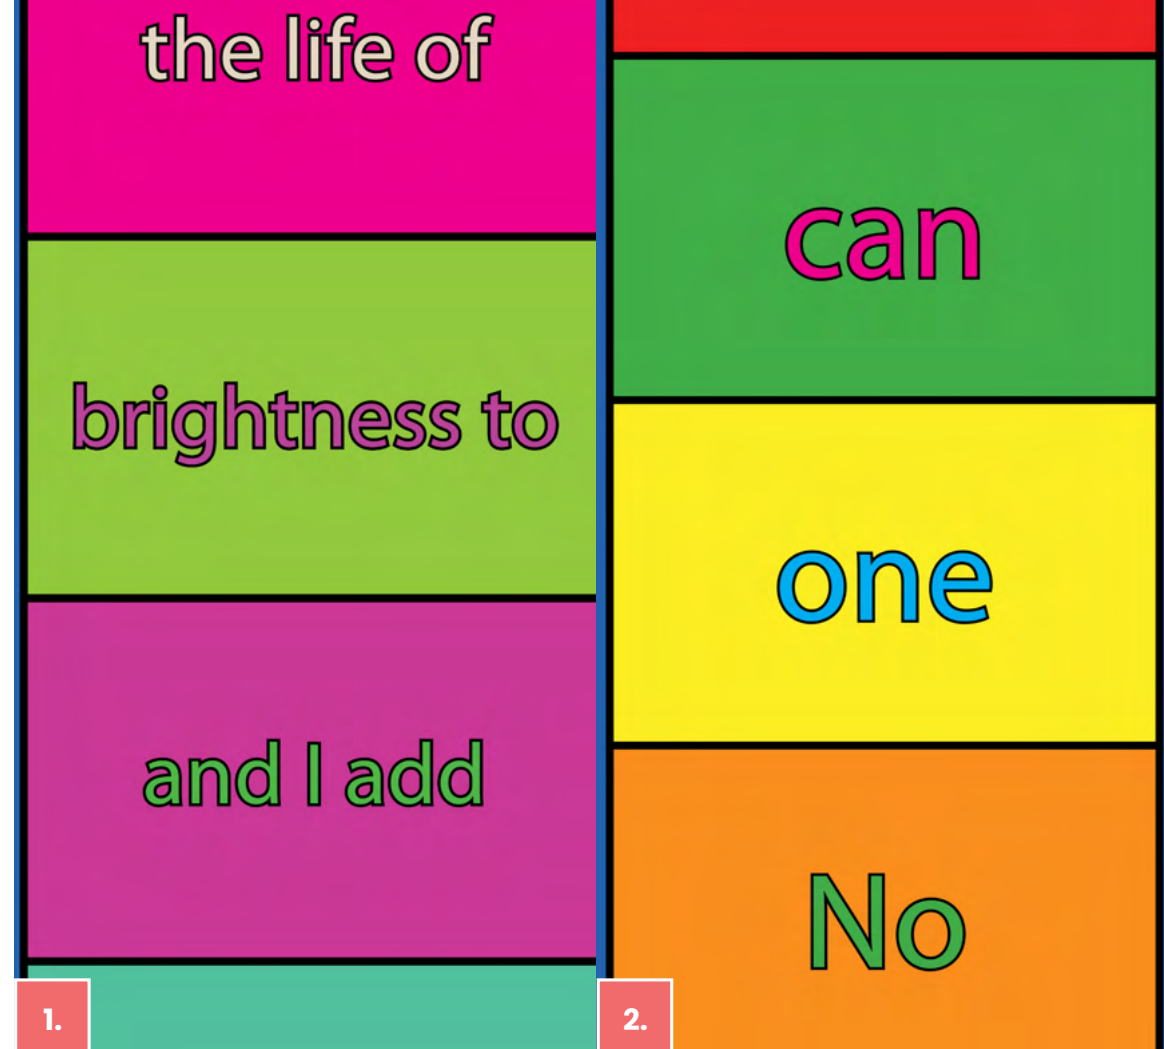 the life of
brightness to
and I add
1.
can
one
No
2.